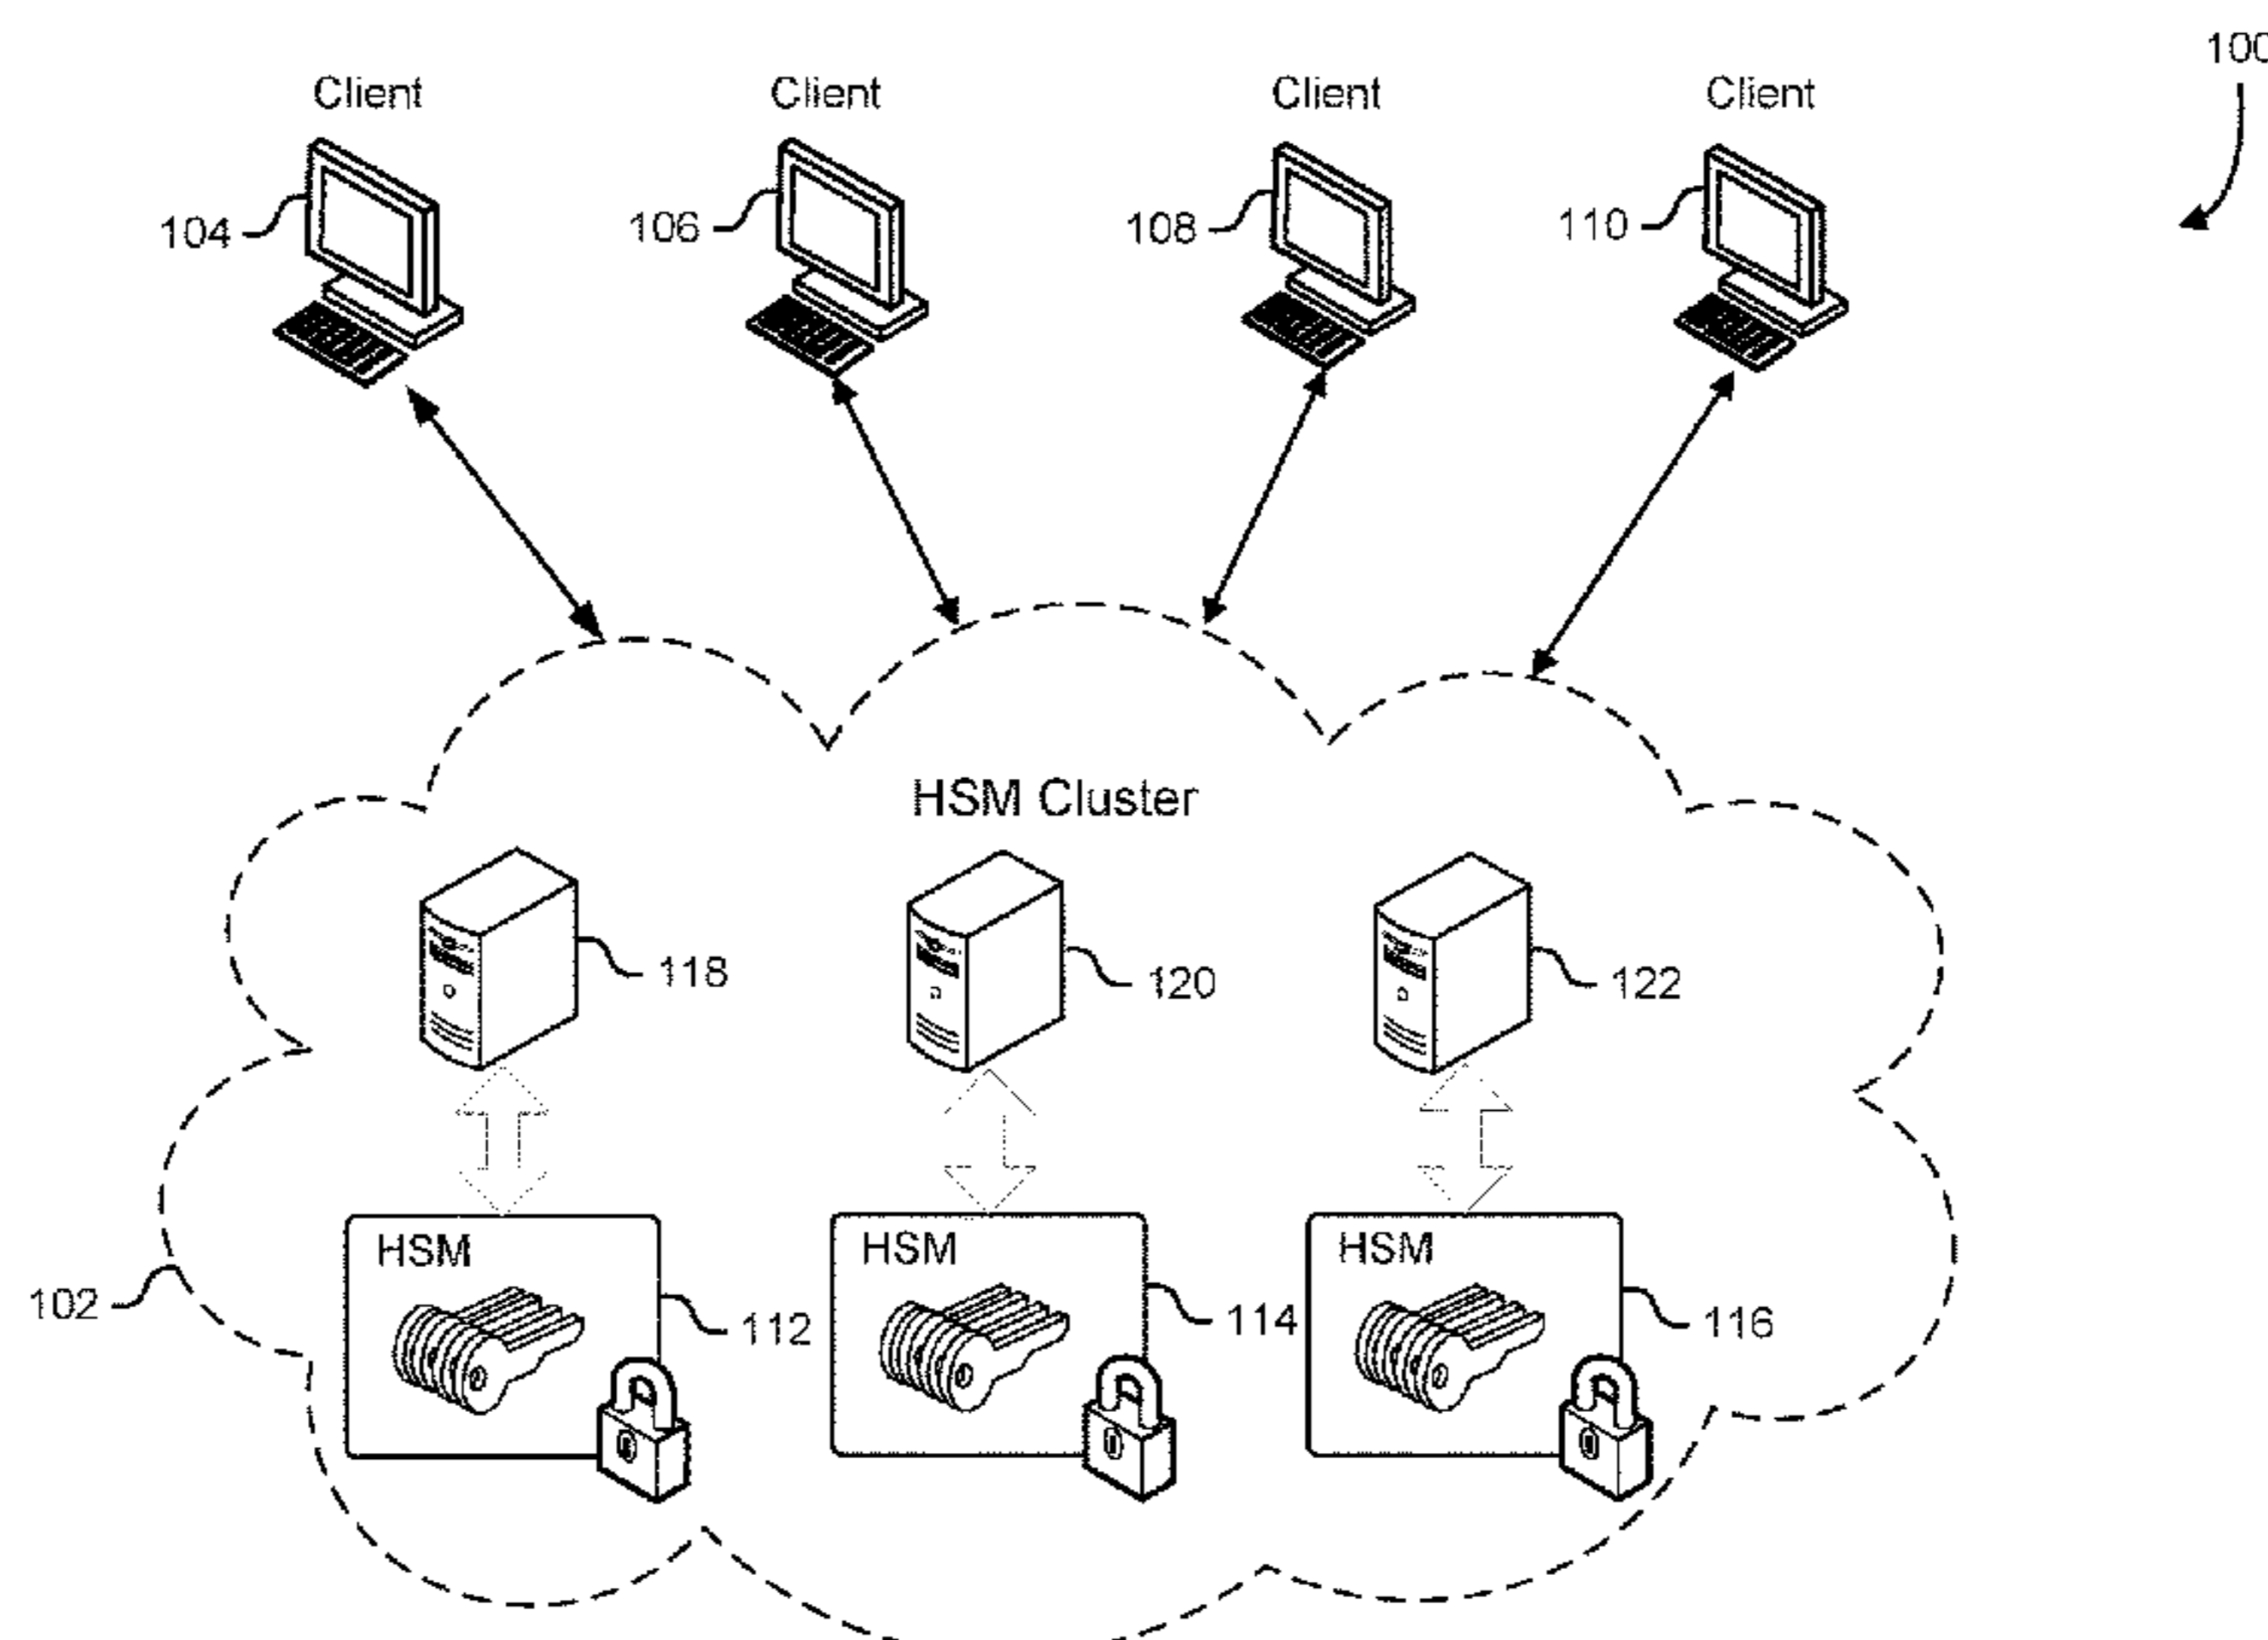 100
Client Client Client Client
104 106 108 110
HSM Cluster
118 120 122
HSM HSM HSM
102 112 114 116